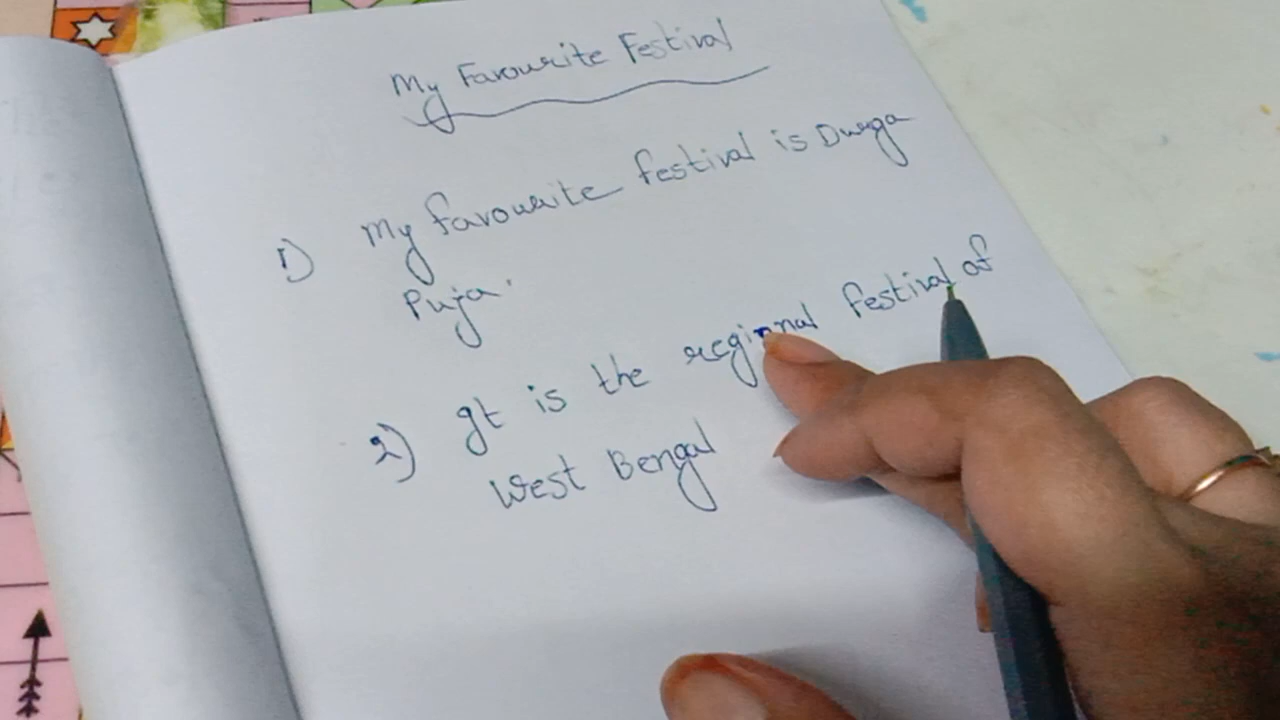 My Favourite Festival
1) My favourite festival is Durga
Puja.
2) It is the regional festival of
West Bengal